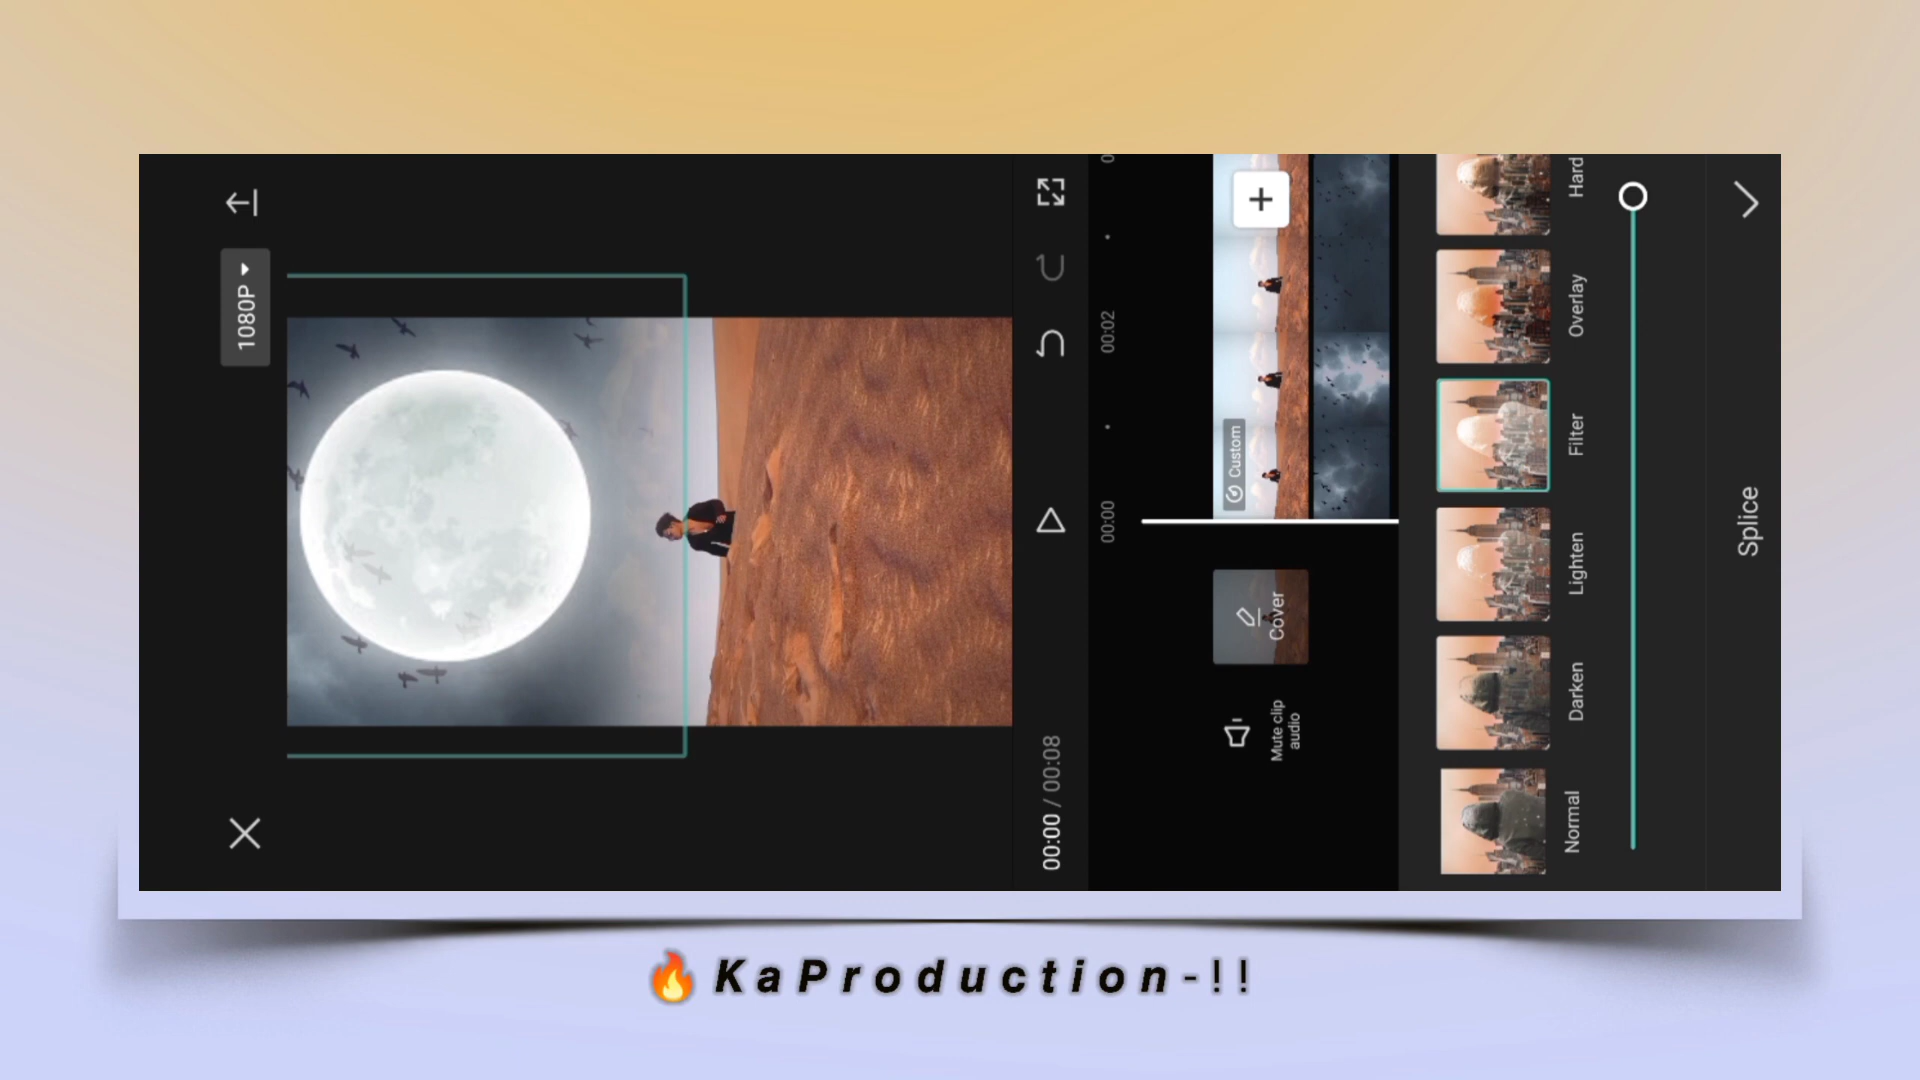 1080P
00:00 / 00:08
00:00
00:02
0
Custom
Cover
Mute clip
audio
Normal
Darken
Lighten
Filter
Overlay
Hard
Splice
🔥 KaProduction-!!